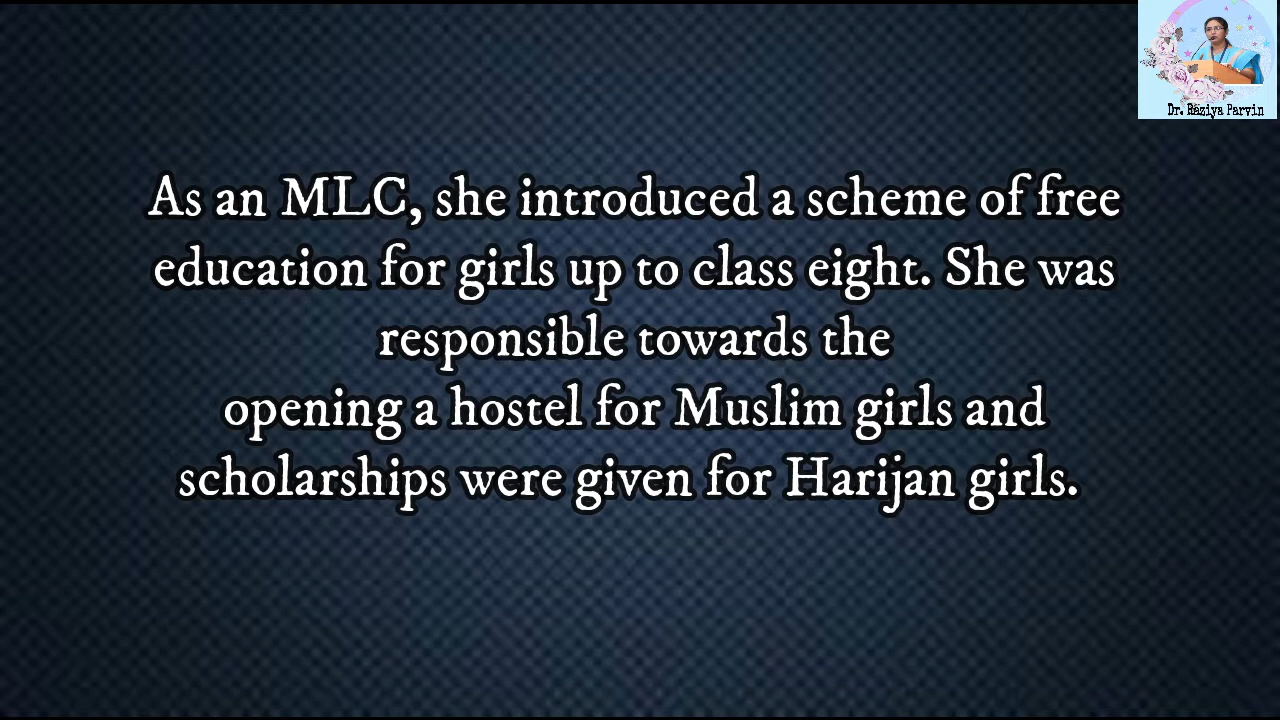 Dr. Raziya Parvin
As an MLC, she introduced a scheme of free
education for girls up to class eight. She was
responsible towards the
opening a hostel for Muslim girls and
scholarships were given for Harijan girls.